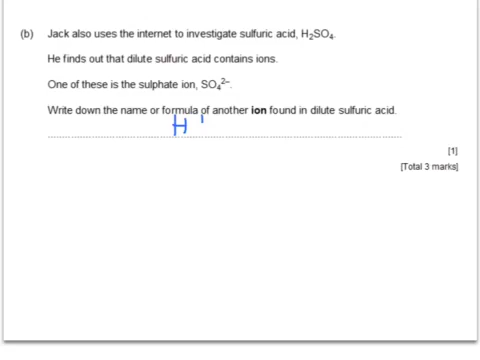 (b) Jack also uses the internet to investigate sulfuric acid, H₂SO₄.
He finds out that dilute sulfuric acid contains ions.
One of these is the sulphate ion, SO₄²⁻.
Write down the name or formula of another ion found in dilute sulfuric acid.
H
[1]
[Total 3 marks]